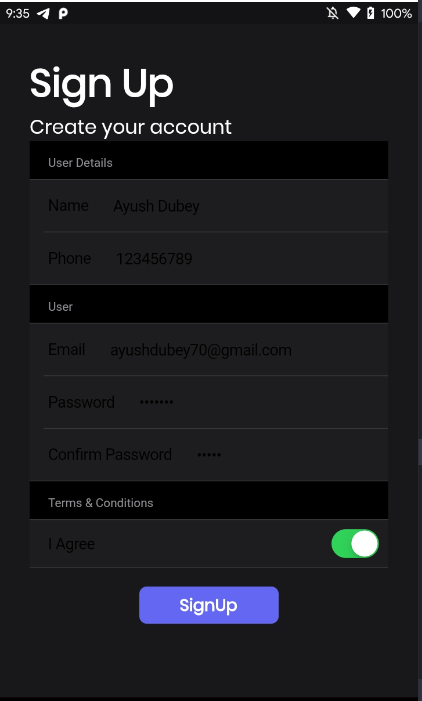 9:35 100%
Sign Up
Create your account
User Details
Name Ayush Dubey
Phone 123456789
User
Email ayushdubey70@gmail.com
Password •••••••
Confirm Password •••••
Terms & Conditions
I Agree
SignUp